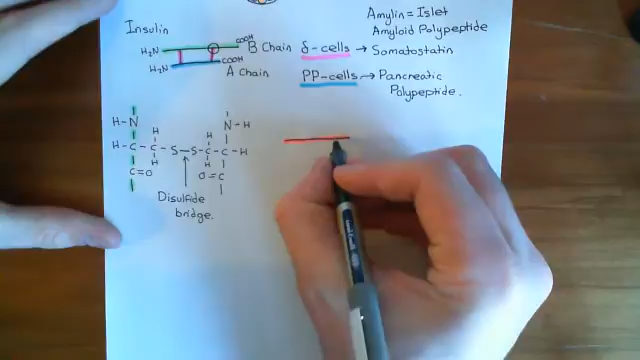 Insulin
H₂N COOH B Chain
H₂N COOH
A Chain
Amylin = Islet
Amyloid Polypeptide
δ-cells → Somatostatin
PP-cells → Pancreatic
Polypeptide.
H-N N-H
H H
H-C-C-S-S-C-C-H
H H
C=O O=C
Disulfide
bridge.